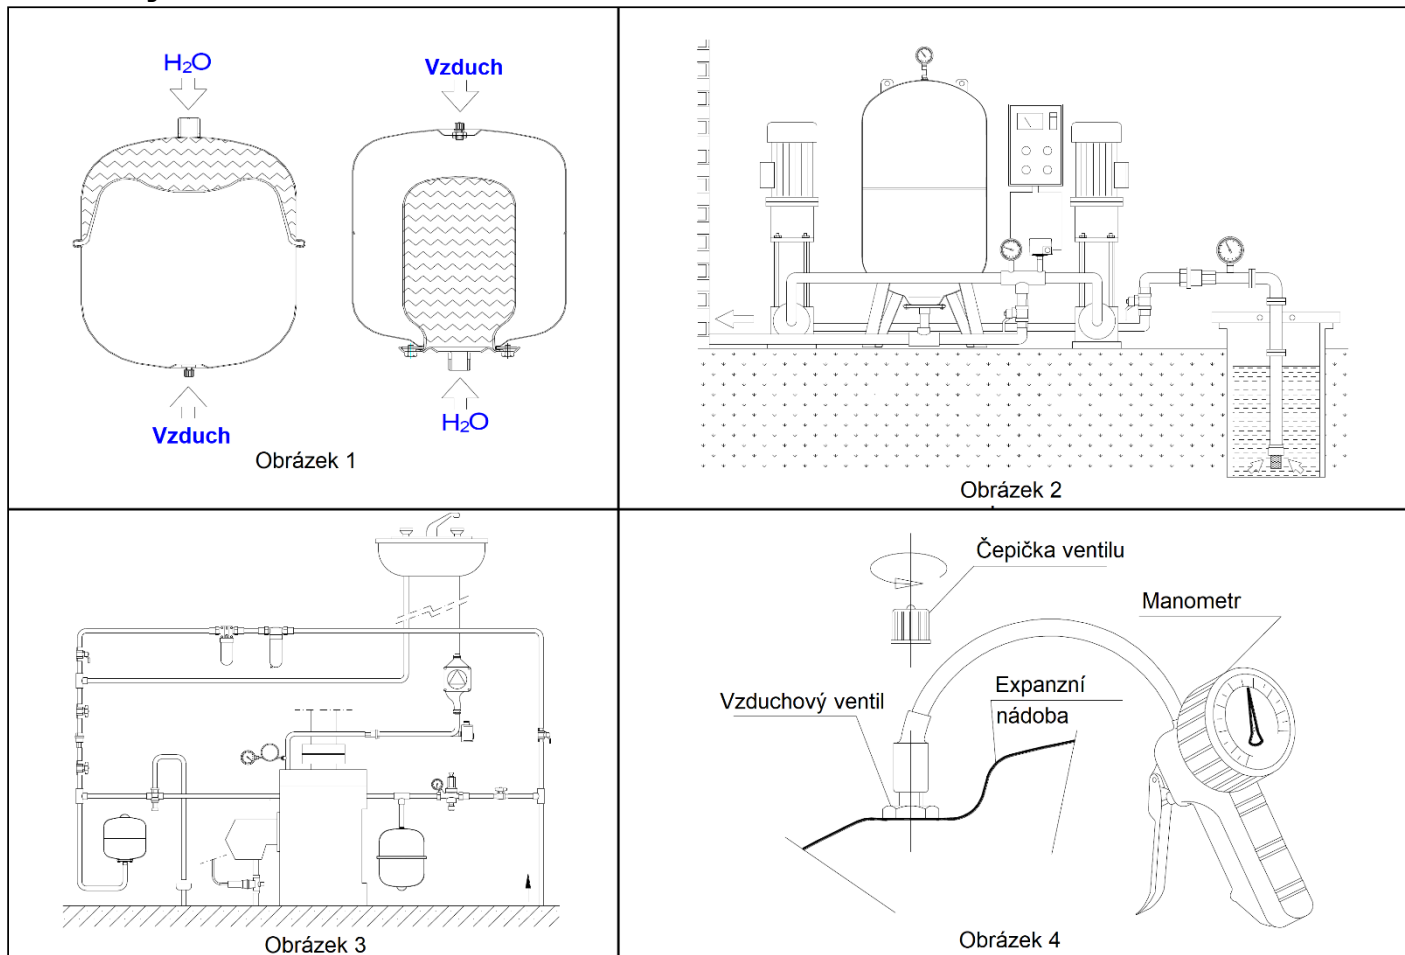 H₂O
Vzduch
Vzduch
H₂O
Obrázek 1
Obrázek 2
Obrázek 3
Čepička ventilu
Manometr
Vzduchový ventil
Expanzní
nádoba
Obrázek 4